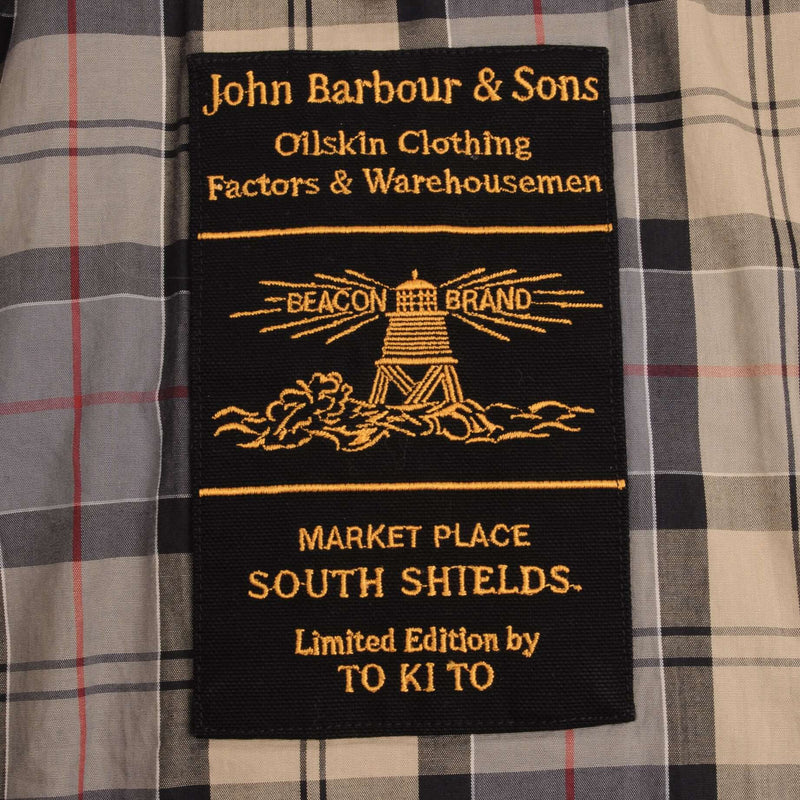 John Barbour & Sons
Oilskin Clothing
Factors & Warehousemen
BEACON BRAND
MARKET PLACE
SOUTH SHIELDS.
Limited Edition by
TO KI TO